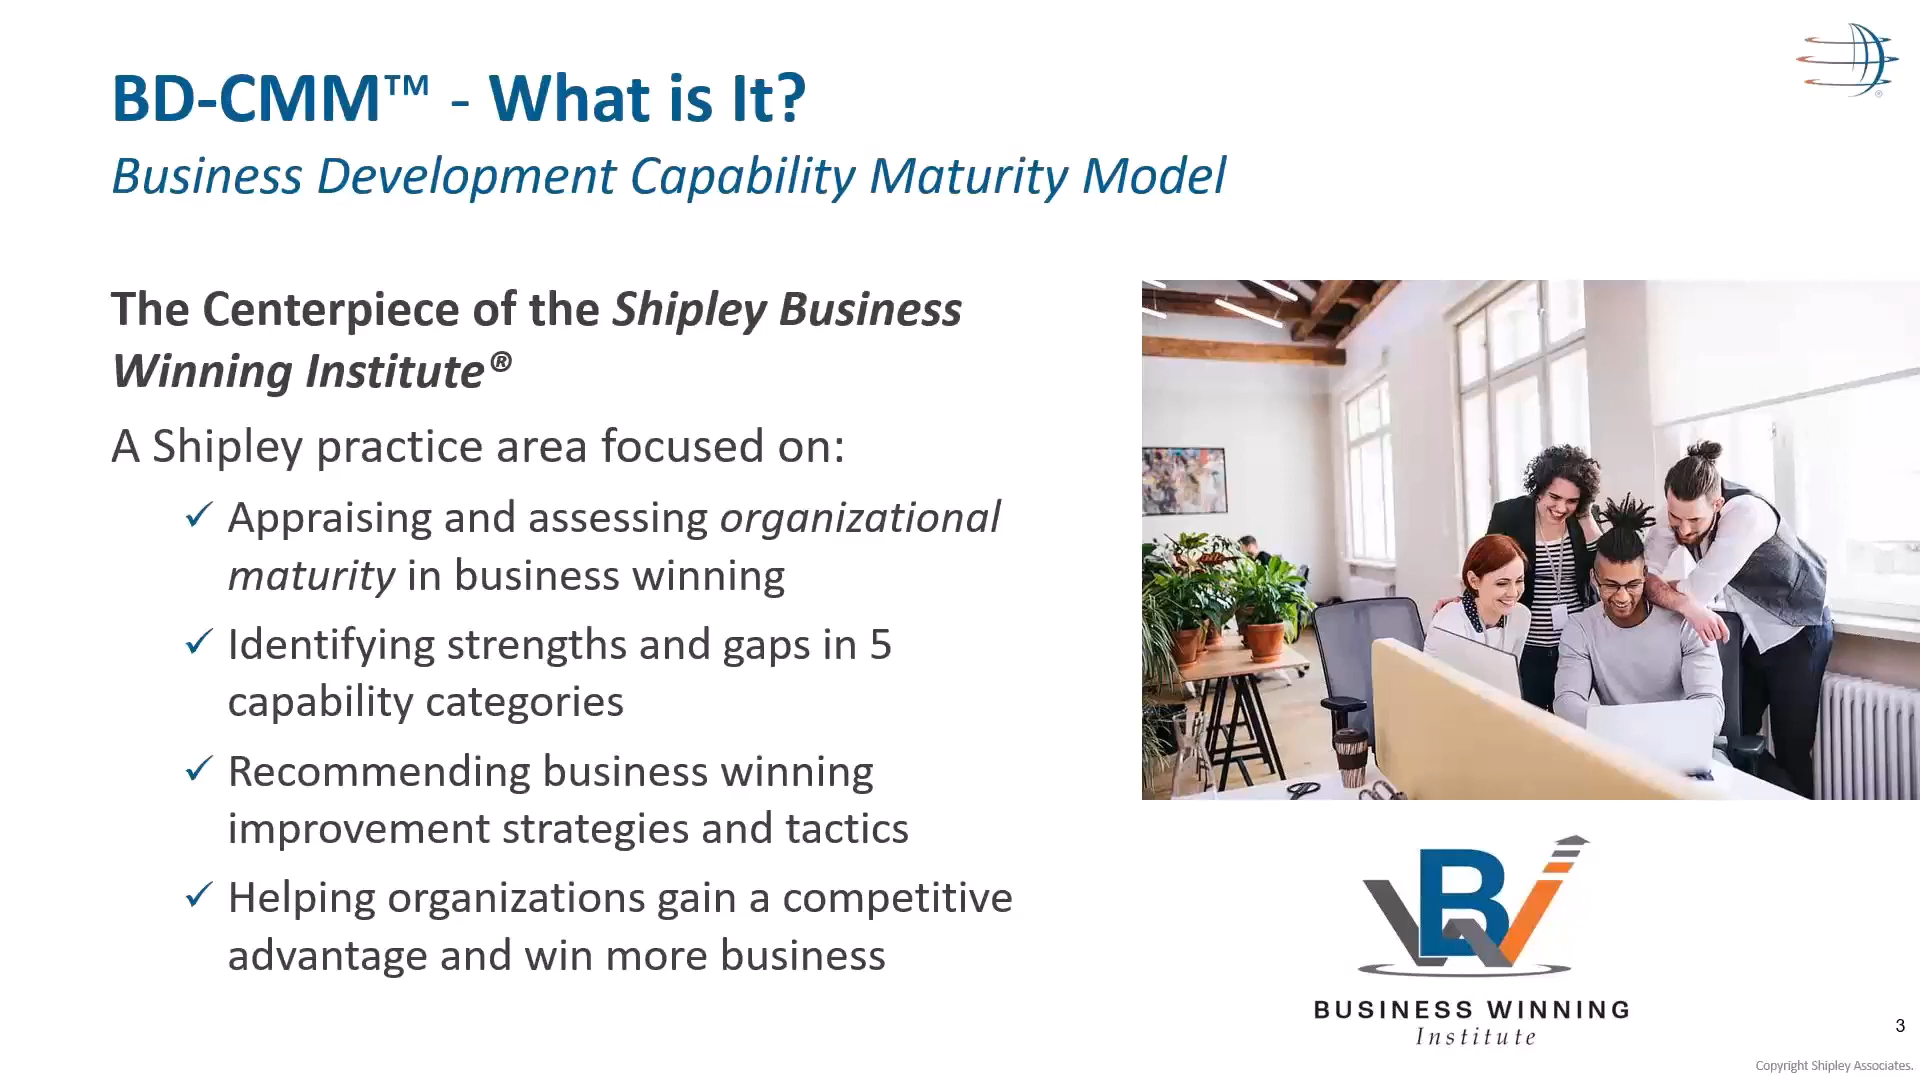 BD-CMM™ - What is It?
Business Development Capability Maturity Model
The Centerpiece of the Shipley Business
Winning Institute®
A Shipley practice area focused on:
✓ Appraising and assessing organizational
maturity in business winning
✓ Identifying strengths and gaps in 5
capability categories
✓ Recommending business winning
improvement strategies and tactics
✓ Helping organizations gain a competitive
advantage and win more business
®
BW
BUSINESS WINNING
Institute
3
Copyright Shipley Associates.